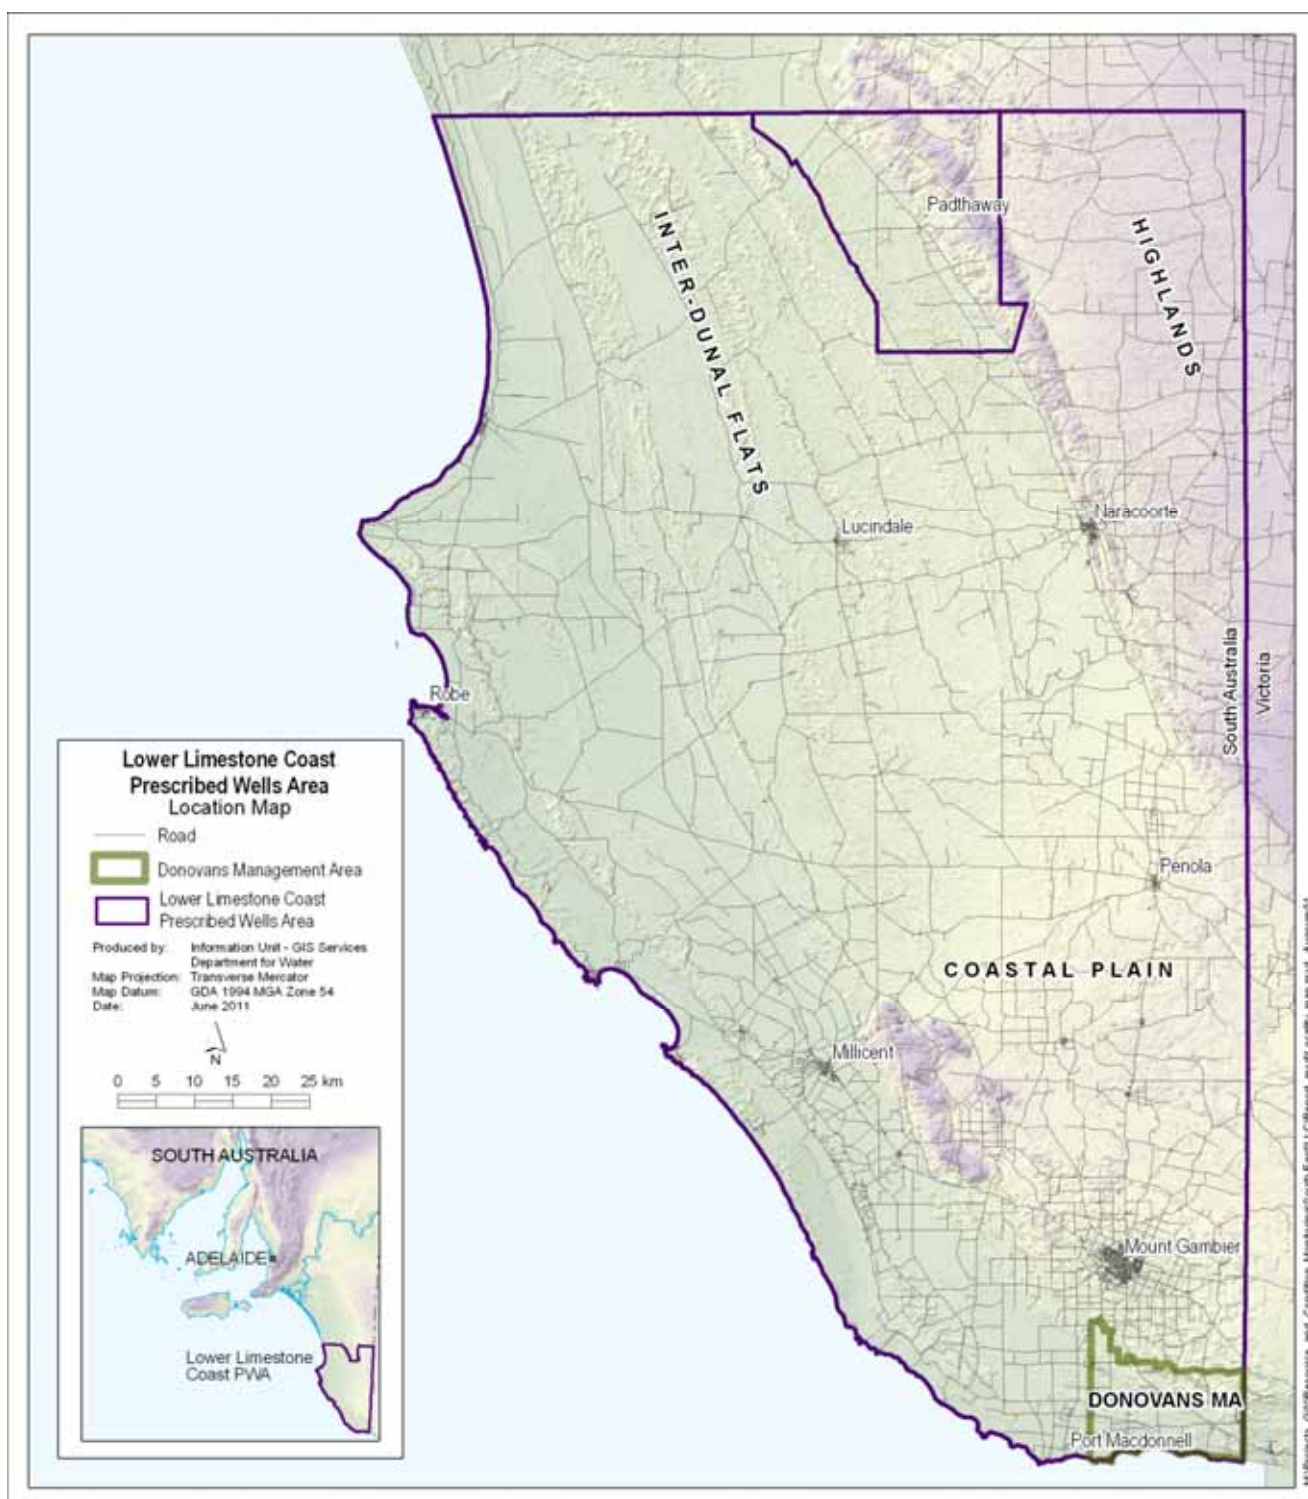 Padthaway
HIGHLANDS
INTER-DUNAL FLATS
Naracoorte
Lucindale
South Australia
Victoria
Robe
Penola
COASTAL PLAIN
Millicent
Mount Gambier
DONOVANS MA
Port Macdonnell
Lower Limestone Coast
Prescribed Wells Area
Location Map
Road
Donovans Management Area
Lower Limestone Coast
Prescribed Wells Area
Produced by: Information Unit - GIS Services
Department for Water
Map Projection: Transverse Mercator
Map Datum: GDA 1994 MGA Zone 54
Date: June 2011
N
0 5 10 15 20 25 km
SOUTH AUSTRALIA
ADELAIDE
Lower Limestone
Coast PWA